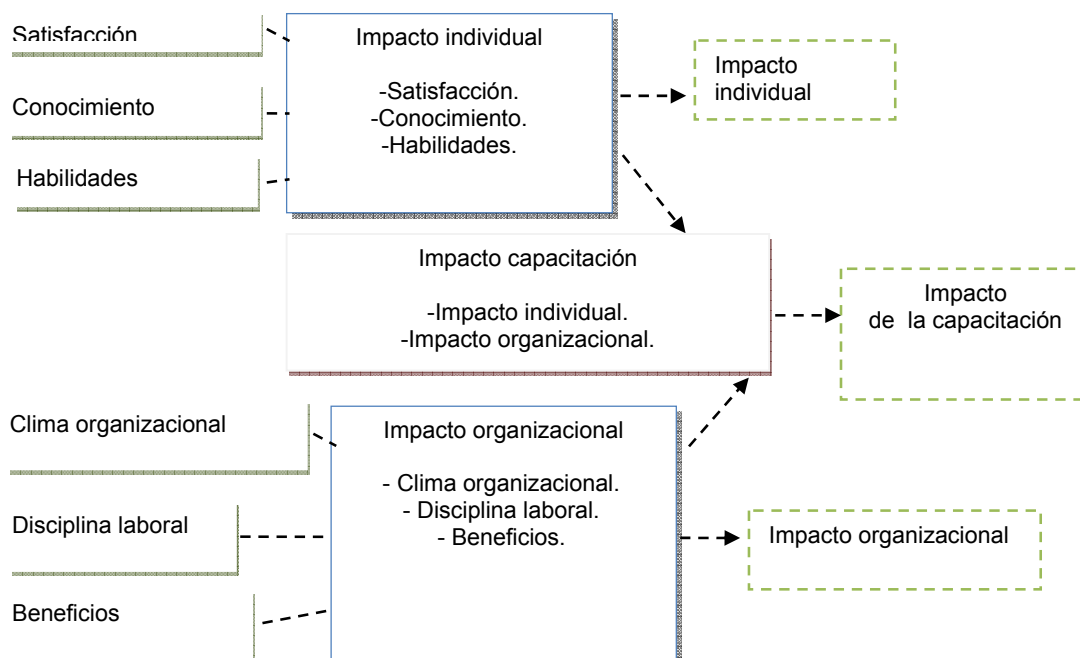 Satisfacción
Conocimiento
Habilidades
Impacto individual
-Satisfacción.
-Conocimiento.
-Habilidades.
Impacto
individual
Impacto capacitación
-Impacto individual.
-Impacto organizacional.
Impacto
de la capacitación
Clima organizacional
Disciplina laboral
Beneficios
Impacto organizacional
- Clima organizacional.
- Disciplina laboral.
- Beneficios.
Impacto organizacional